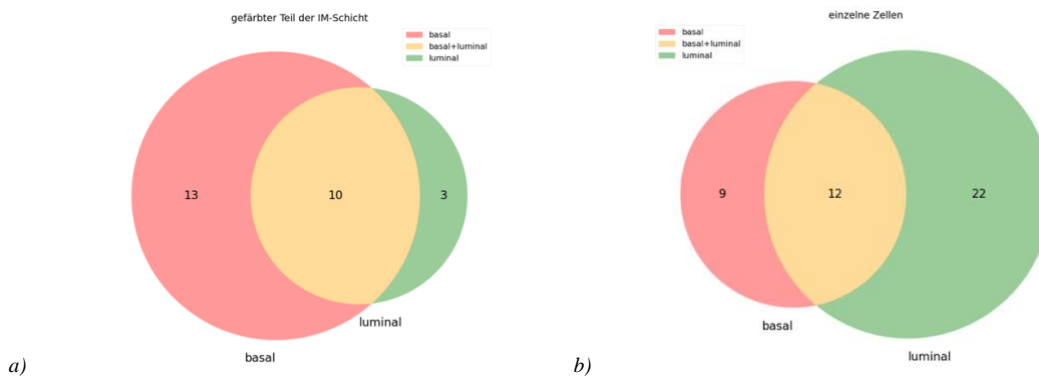 gefärbter Teil der IM-Schicht
basal
basal+luminal
luminal
13
10
3
luminal
basal
a)
einzelne Zellen
basal
basal+luminal
luminal
9
12
22
basal
luminal
b)